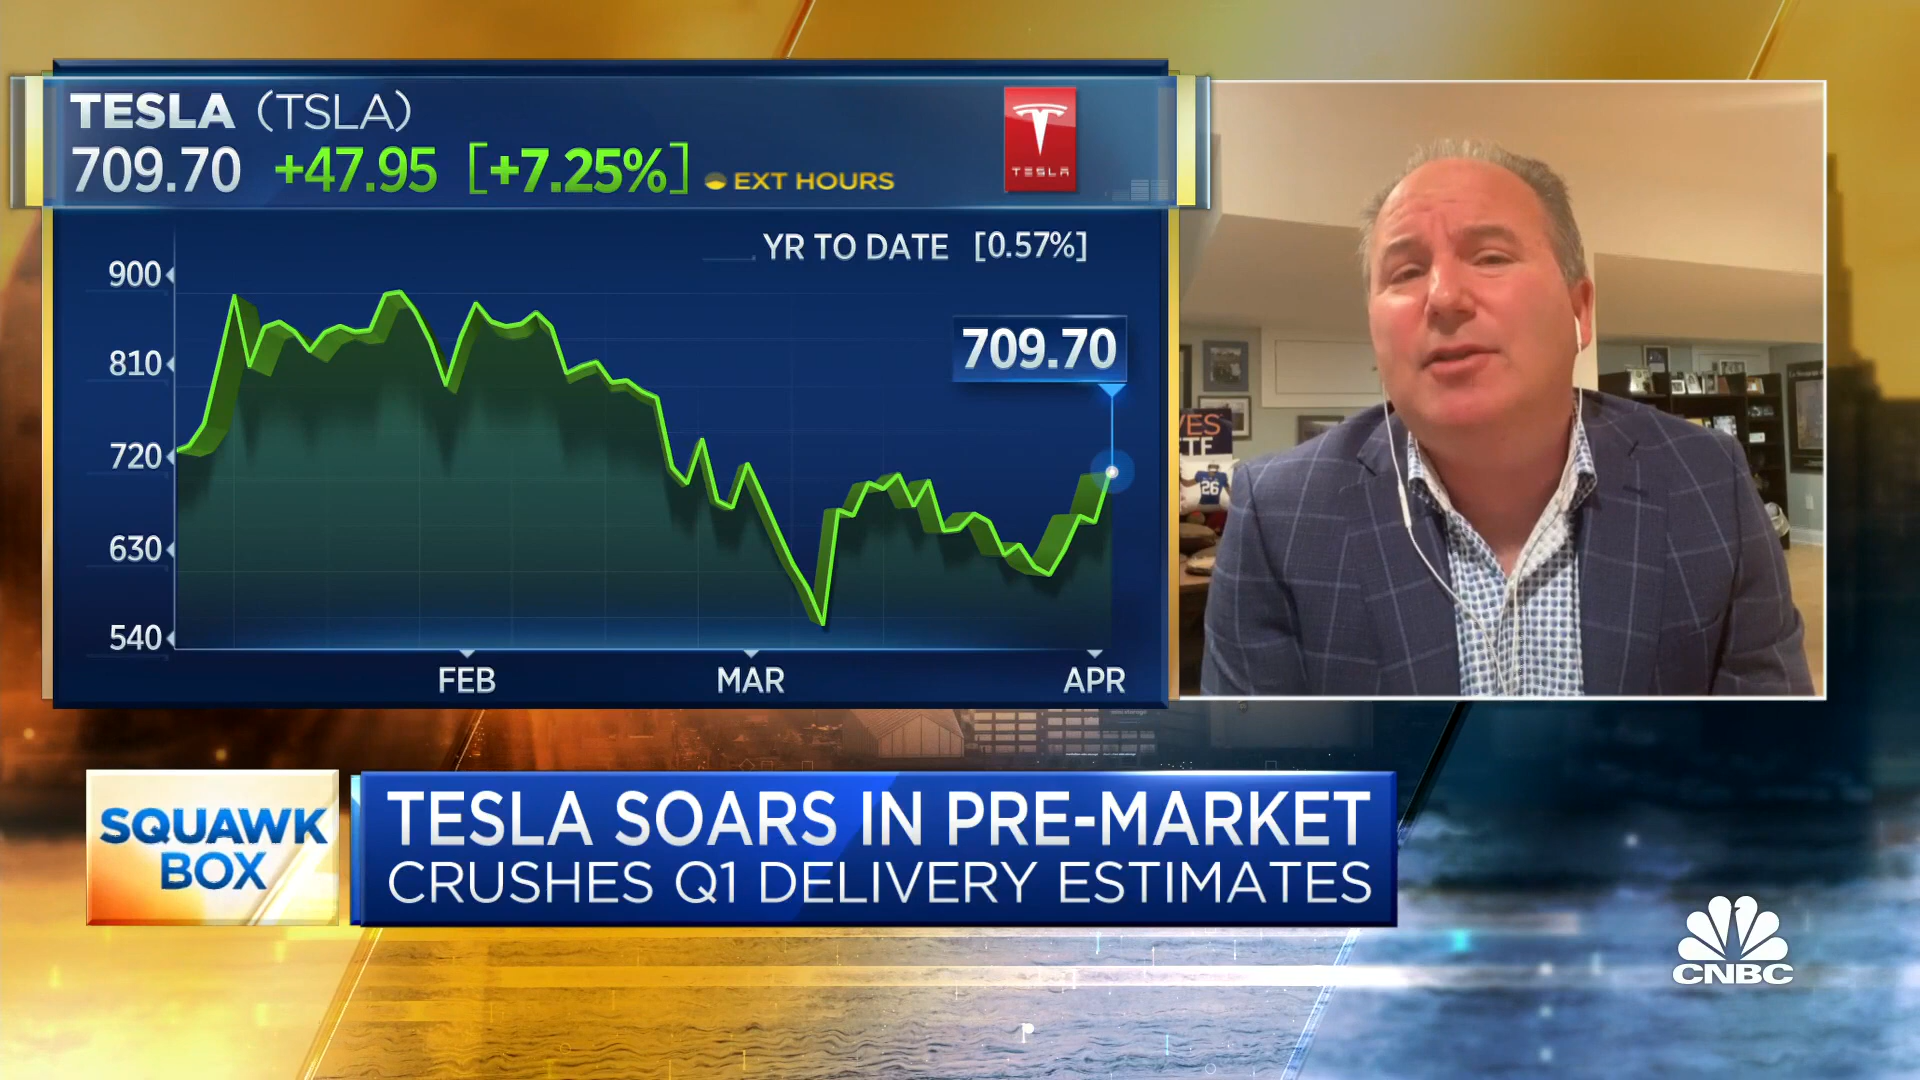 TESLA (TSLA)
709.70 +47.95 [+7.25%] EXT HOURS
TESLA
YR TO DATE [0.57%]
900
810
720
630
540
709.70
FEB MAR APR
26
SQUAWK
BOX
TESLA SOARS IN PRE-MARKET
CRUSHES Q1 DELIVERY ESTIMATES
CNBC